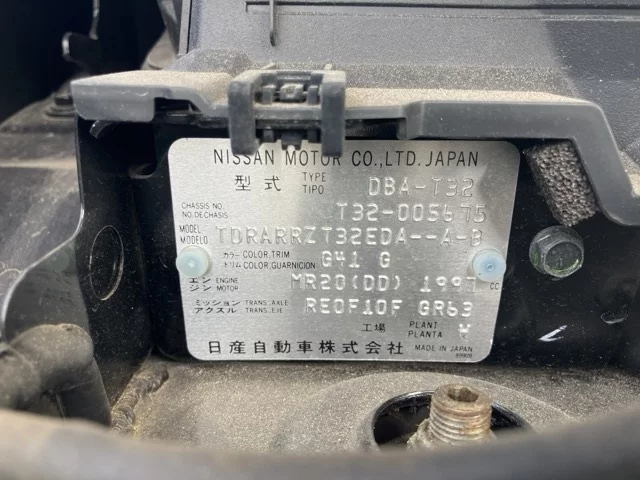 NISSAN MOTOR CO.,LTD. JAPAN
型式 TYPE TIPO DBA-T32
CHASSIS NO. NO. DE CHASIS T32-005675
MODEL MODELO TDRARRZT32EDA--A-B
カラー COLOR,TRIM トリム COLOR,GUARNICION G41 G
エンジン ENGINE MOTOR MR20(DD) 1997 CC
ミッション TRANS.,AXLE アクスル TRANS.,EJE RE0F10F GR63
工場 PLANT PLANTA W
日産自動車株式会社 MADE IN JAPAN